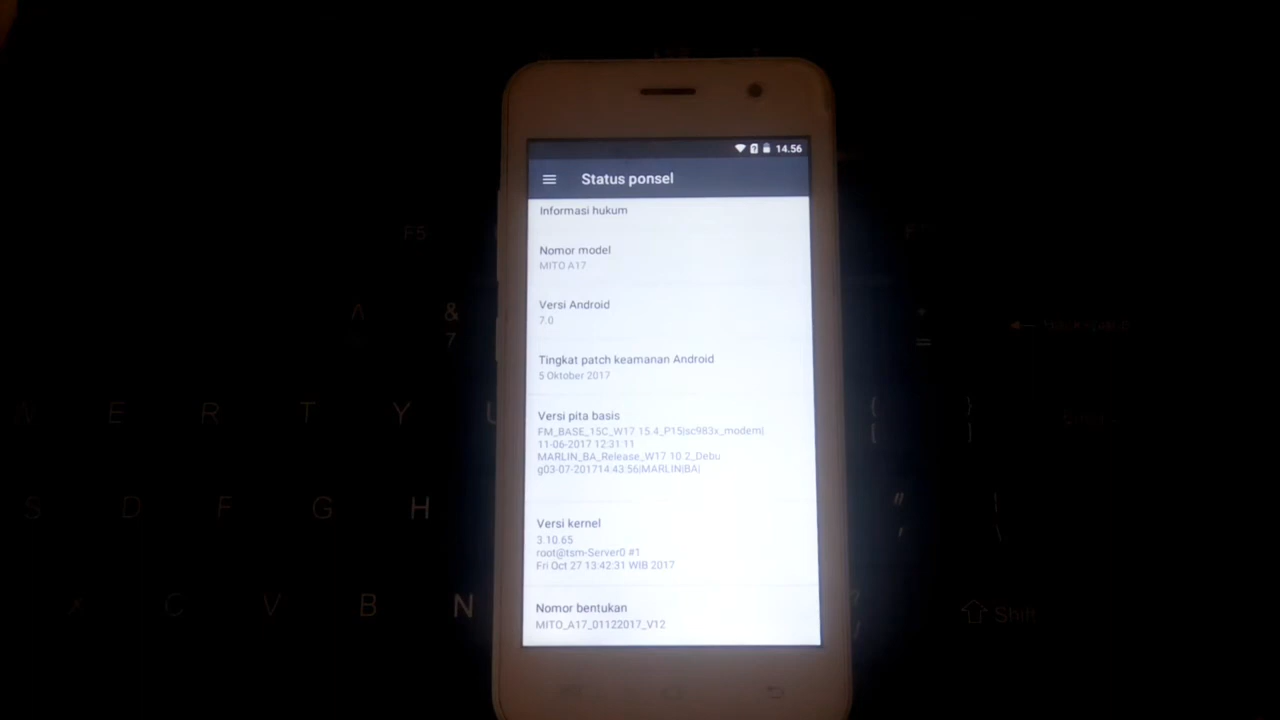 14.56
Status ponsel
Informasi hukum
Nomor model
MITO A17
Versi Android
7.0
Tingkat patch keamanan Android
5 Oktober 2017
Versi pita basis
FM_BASE_15C_W17.15.4_P15|sc983x_modem|
11-06-2017 12:31:11
MARLIN_BA_Release_W17.10.2_Debu
g03-07-201714:43:56|MARLIN|BA|
Versi kernel
3.10.65
root@tsm-Server0 #1
Fri Oct 27 13:42:31 WIB 2017
Nomor bentukan
MITO_A17_01122017_V12
F5
&
7
=
E R T Y
{ }
[ ]
S D F G H
"
X C V B N
Shift